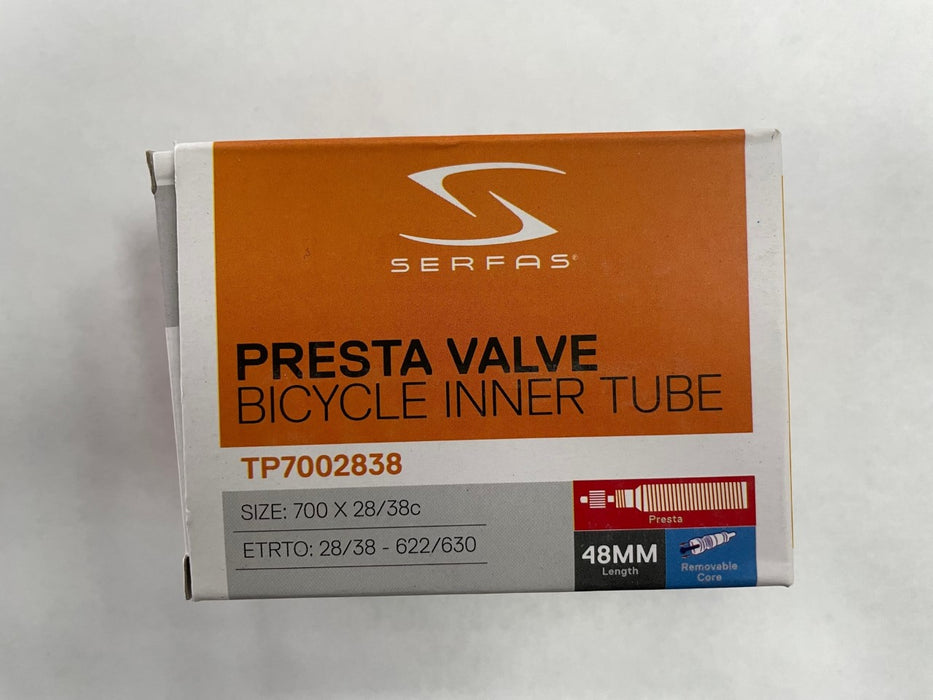 SERFAS®
PRESTA VALVE
BICYCLE INNER TUBE
TP7002838
SIZE: 700 X 28/38c
ETRTO: 28/38 - 622/630
Presta
48MM
Length
Removable
Core